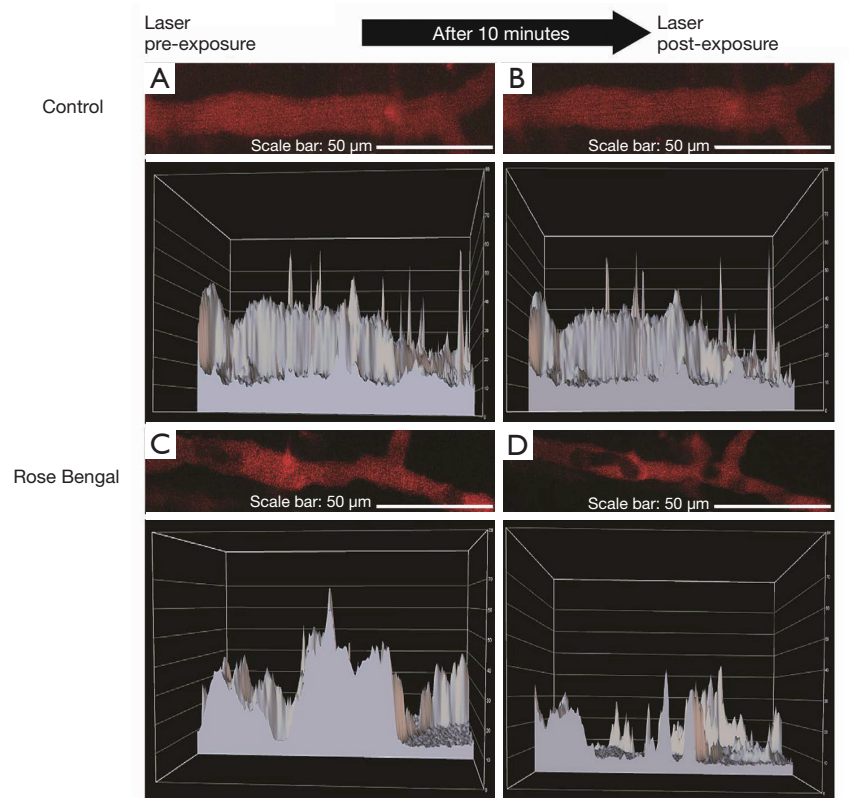 Laser
pre-exposure
After 10 minutes
Laser
post-exposure
Control
A
Scale bar: 50 µm
B
Scale bar: 50 µm
Rose Bengal
C
Scale bar: 50 µm
D
Scale bar: 50 µm